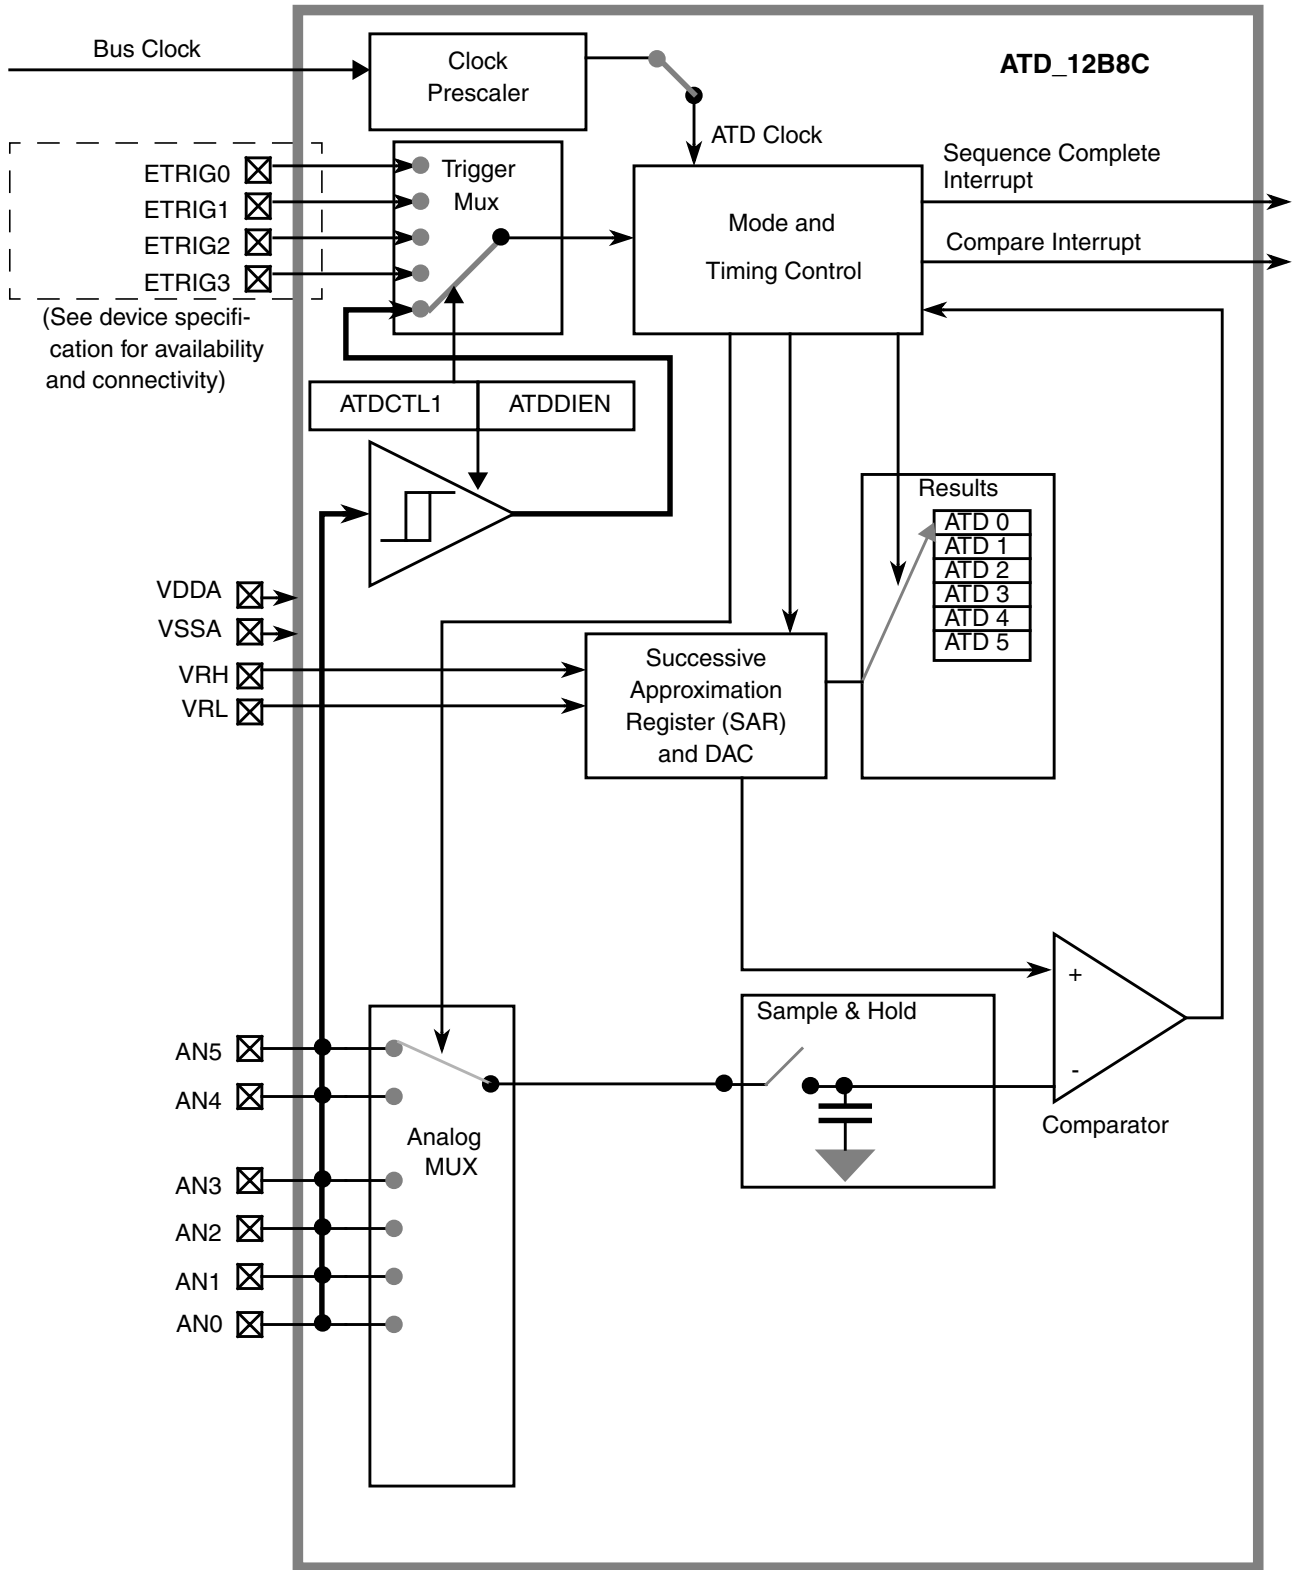 Bus Clock
Clock
Prescaler
ATD_12B8C
ATD Clock
ETRIG0
ETRIG1
ETRIG2
ETRIG3
(See device specifi-
cation for availability
and connectivity)
Trigger
Mux
Mode and
Timing Control
Sequence Complete
Interrupt
Compare Interrupt
ATDCTL1
ATDDIEN
Results
ATD 0
ATD 1
ATD 2
ATD 3
ATD 4
ATD 5
VDDA
VSSA
VRH
VRL
Successive
Approximation
Register (SAR)
and DAC
+
-
Comparator
Sample & Hold
AN5
AN4
AN3
AN2
AN1
AN0
Analog
MUX